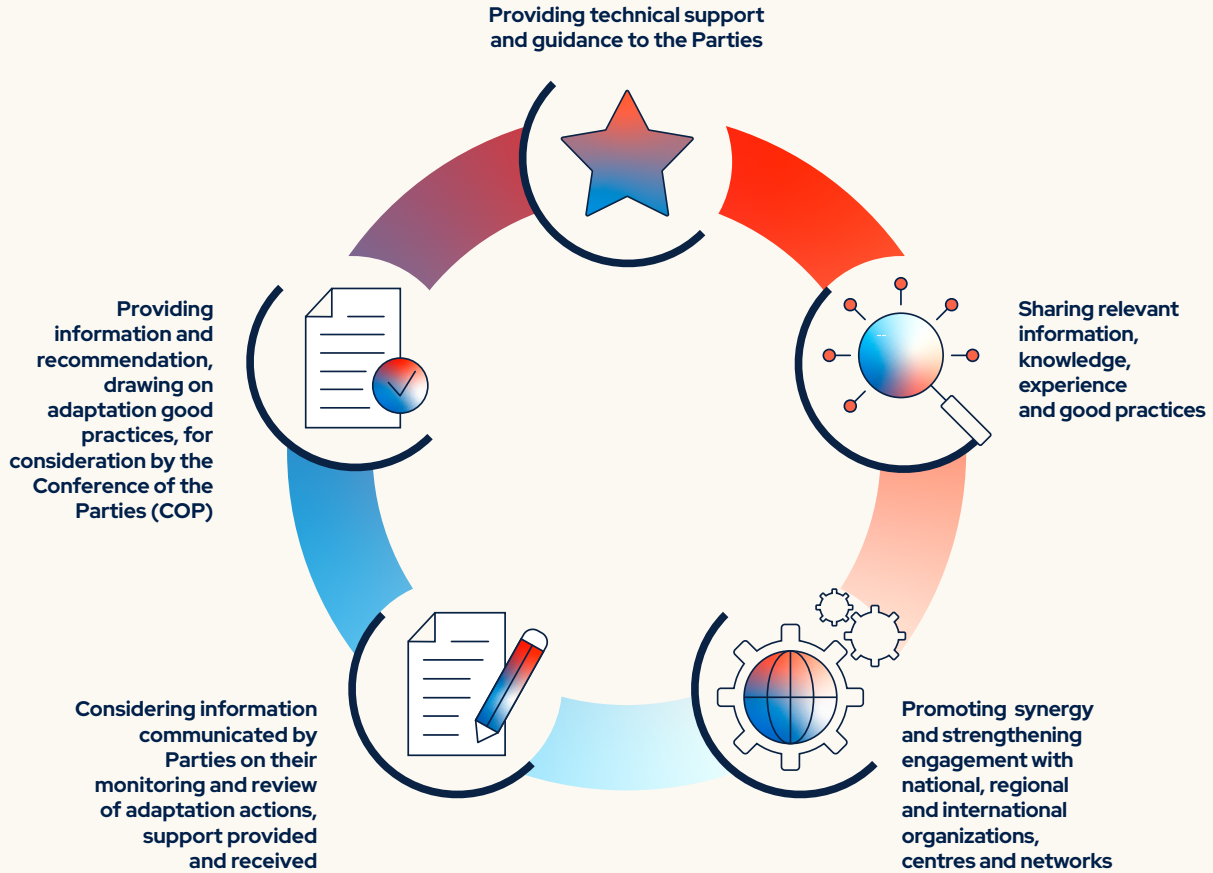 Providing technical support
and guidance to the Parties
Sharing relevant
information,
knowledge,
experience
and good practices
Promoting  synergy
and strengthening
engagement with
national, regional
and international
organizations,
centres and networks
Considering information
communicated by
Parties on their
monitoring and review
of adaptation actions,
support provided
and received
Providing
information and
recommendation,
drawing on
adaptation good
practices, for
consideration by the
Conference of the
Parties (COP)